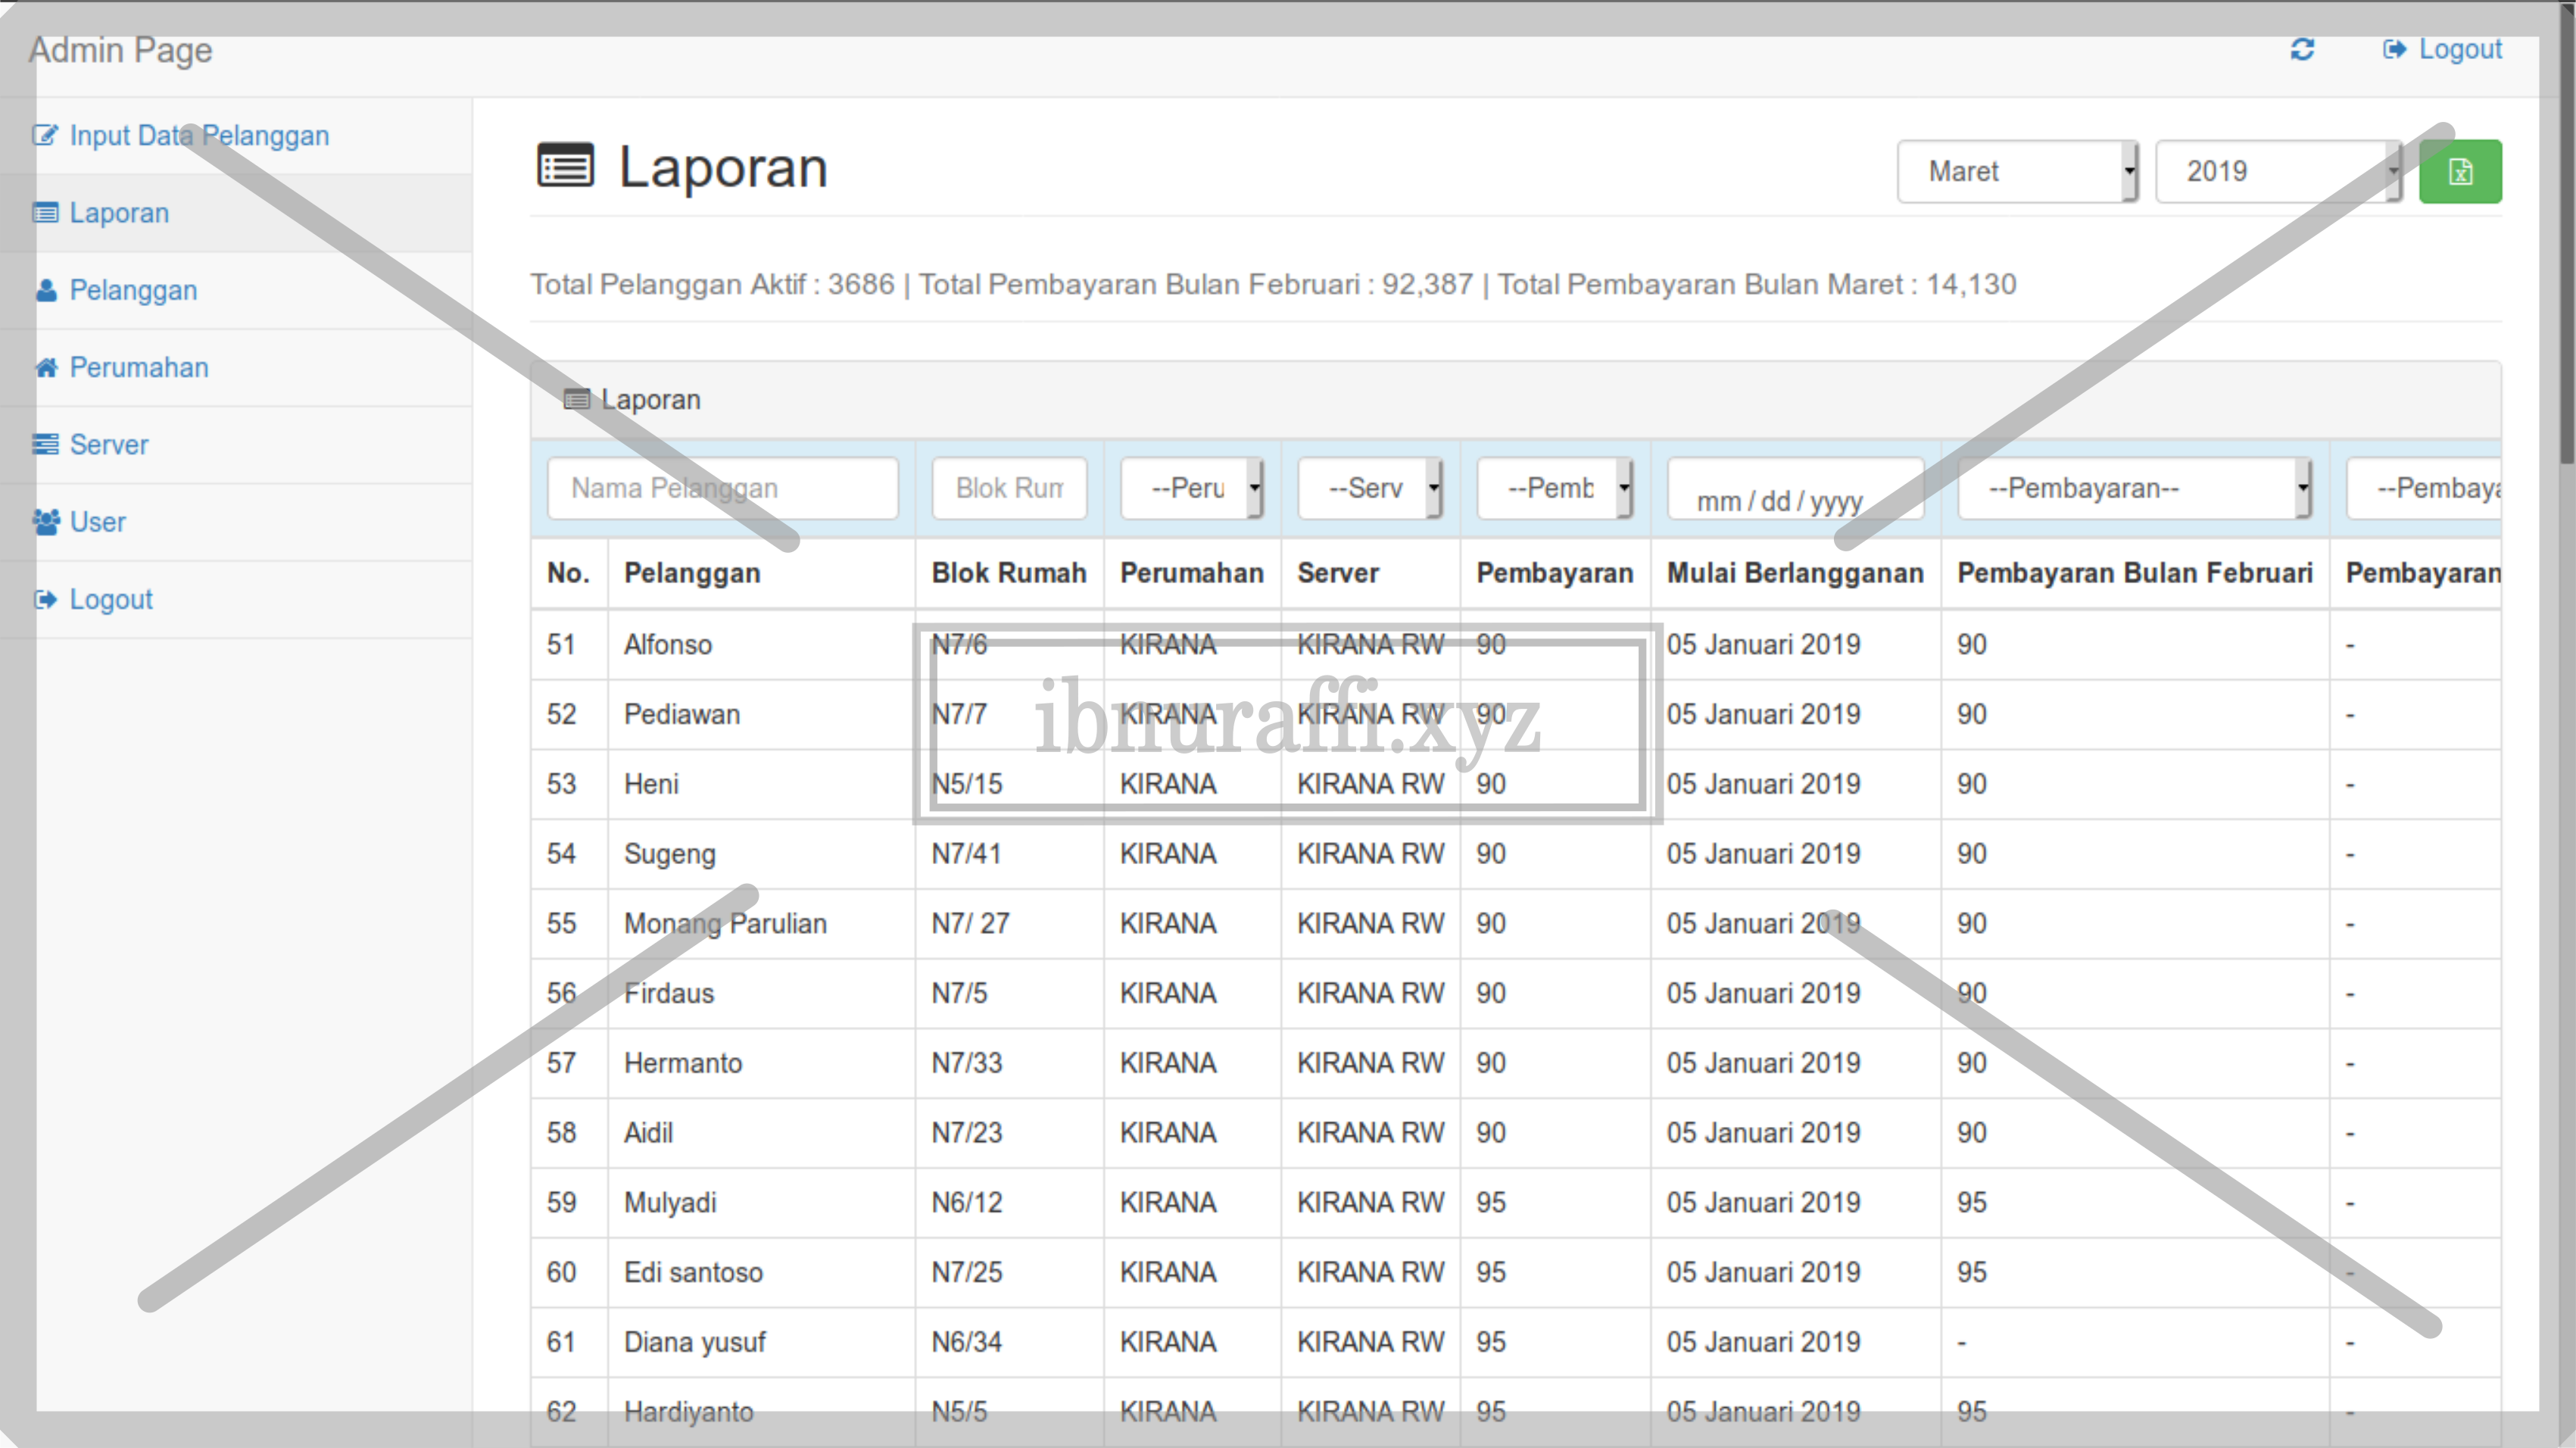 Admin Page
Logout
Input Data Pelanggan
Laporan
Pelanggan
Perumahan
Server
User
Logout
Laporan
Maret 2019
Total Pelanggan Aktif : 3686 | Total Pembayaran Bulan Februari : 92,387 | Total Pembayaran Bulan Maret : 14,130
Laporan
Nama Pelanggan Blok Rum --Peru --Serv --Pemb mm / dd / yyyy --Pembayaran-- --Pembaya
No. Pelanggan Blok Rumah Perumahan Server Pembayaran Mulai Berlangganan Pembayaran Bulan Februari Pembayaran
51 Alfonso N7/6 KIRANA KIRANA RW 90 05 Januari 2019 90 -
52 Pediawan N7/7 KIRANA KIRANA RW 90 05 Januari 2019 90 -
ibnuraffi.xyz
53 Heni N5/15 KIRANA KIRANA RW 90 05 Januari 2019 90 -
54 Sugeng N7/41 KIRANA KIRANA RW 90 05 Januari 2019 90 -
55 Monang Parulian N7/ 27 KIRANA KIRANA RW 90 05 Januari 2019 90 -
56 Firdaus N7/5 KIRANA KIRANA RW 90 05 Januari 2019 90 -
57 Hermanto N7/33 KIRANA KIRANA RW 90 05 Januari 2019 90 -
58 Aidil N7/23 KIRANA KIRANA RW 90 05 Januari 2019 90 -
59 Mulyadi N6/12 KIRANA KIRANA RW 95 05 Januari 2019 95 -
60 Edi santoso N7/25 KIRANA KIRANA RW 95 05 Januari 2019 95 -
61 Diana yusuf N6/34 KIRANA KIRANA RW 95 05 Januari 2019 - -
62 Hardiyanto N5/5 KIRANA KIRANA RW 95 05 Januari 2019 95 -